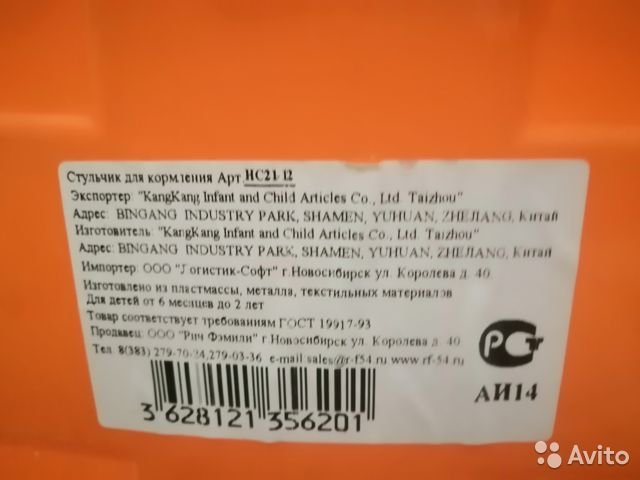 Стульчик для кормления Арт.НС21-12
Экспортер: "KangKang Infant and Child Articles Co., Ltd. Taizhou"
Адрес: BINGANG INDUSTRY PARK, SHAMEN, YUHUAN, ZHEJIANG, Китай
Изготовитель: "KangKang Infant and Child Articles Co., Ltd. Taizhou"
Адрес: BINGANG INDUSTRY PARK, SHAMEN, YUHUAN, ZHEJIANG, Китай
Импортер: ООО "Логистик-Софт" г.Новосибирск ул. Королева д. 40.
Изготовлено из пластмассы, металла, текстильных материалов
Для детей от 6 месяцев до 2 лет
Товар соответствует требованиям ГОСТ 19917-93
Продавец: ООО "Рич Фэмили" г.Новосибирск ул. Королева д. 40.
Тел. 8(383) 279-70-24,279-03-36 e-mail.sales@r-f54.ru www.rf-54.ru
РСТ
АИ14
3 628121 356201
Avito